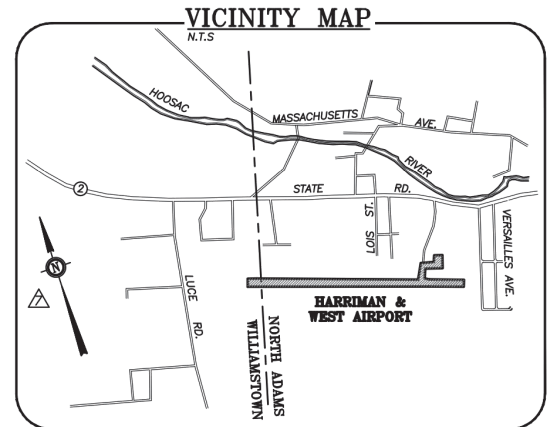 VICINITY MAP
N.T.S
HOOSAC
MASSACHUSETTS
AVE.
RIVER
2
STATE
RD.
LOIS ST.
VERSAILLES AVE.
N
7
LUCE
RD.
HARRIMAN &
WEST AIRPORT
NORTH ADAMS
WILLIAMSTOWN